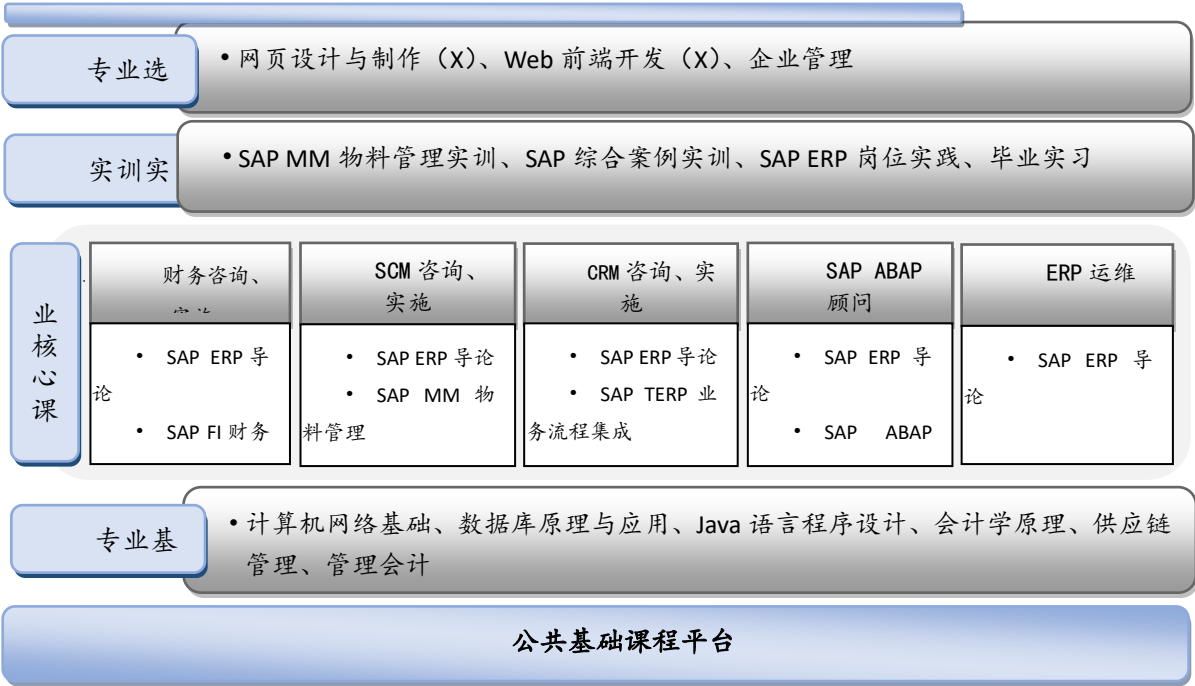 专业选
• 网页设计与制作（X）、Web 前端开发（X）、企业管理
实训实
• SAP MM 物料管理实训、SAP 综合案例实训、SAP ERP 岗位实践、毕业实习
业
核
心
课
财务咨询、
SCM 咨询、
实施
CRM 咨询、实
施
SAP ABAP
顾问
ERP 运维
• SAP ERP 导
论
• SAP FI 财务
• SAP ERP 导论
• SAP MM 物
料管理
• SAP ERP 导论
• SAP TERP 业
务流程集成
• SAP ERP 导
论
• SAP ABAP
• SAP ERP 导
论
专业基
• 计算机网络基础、数据库原理与应用、Java 语言程序设计、会计学原理、供应链
管理、管理会计
公共基础课程平台